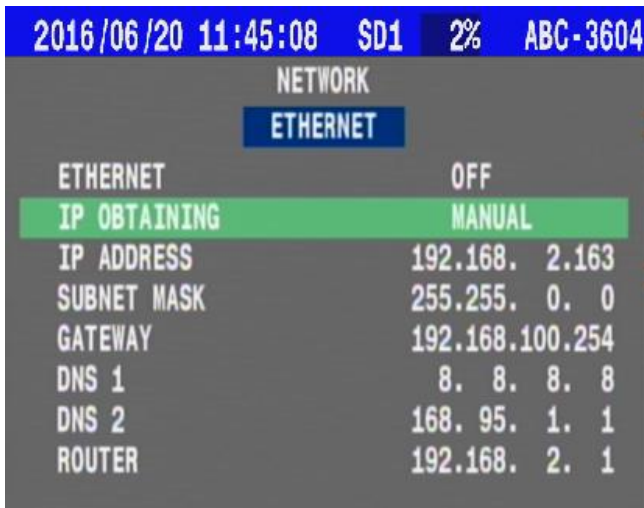 2016/06/20 11:45:08 SD1 2% ABC-3604
NETWORK
ETHERNET
ETHERNET OFF
IP OBTAINING MANUAL
IP ADDRESS 192.168. 2.163
SUBNET MASK 255.255. 0. 0
GATEWAY 192.168.100.254
DNS 1 8. 8. 8. 8
DNS 2 168. 95. 1. 1
ROUTER 192.168. 2. 1